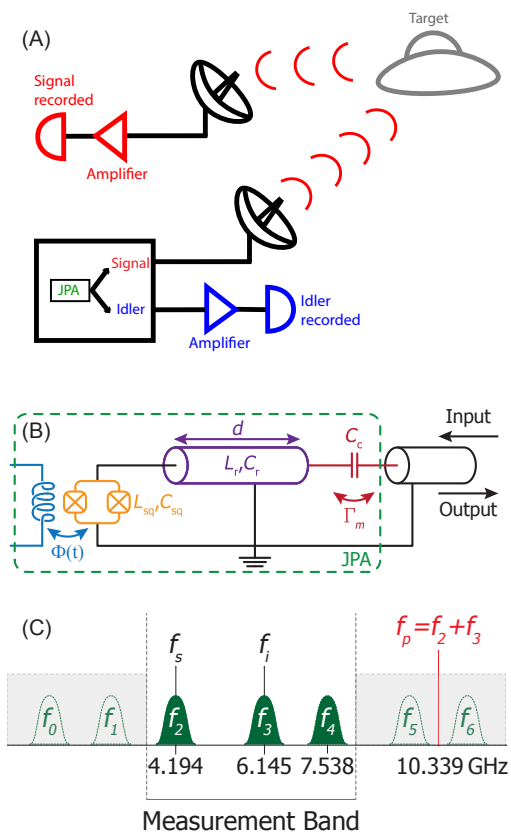 (A)
Target
Signal
recorded
Amplifier
JPA
Signal
Idler
Idler
recorded
Amplifier
(B)
d
C_c
Input
L_r,C_r
L_sq,C_sq
Output
Φ(t)
Γ_m
JPA
(C)
f_s
f_i
f_p=f_2+f_3
f_0
f_1
f_2
f_3
f_4
f_5
f_6
4.194
6.145
7.538
10.339 GHz
Measurement Band